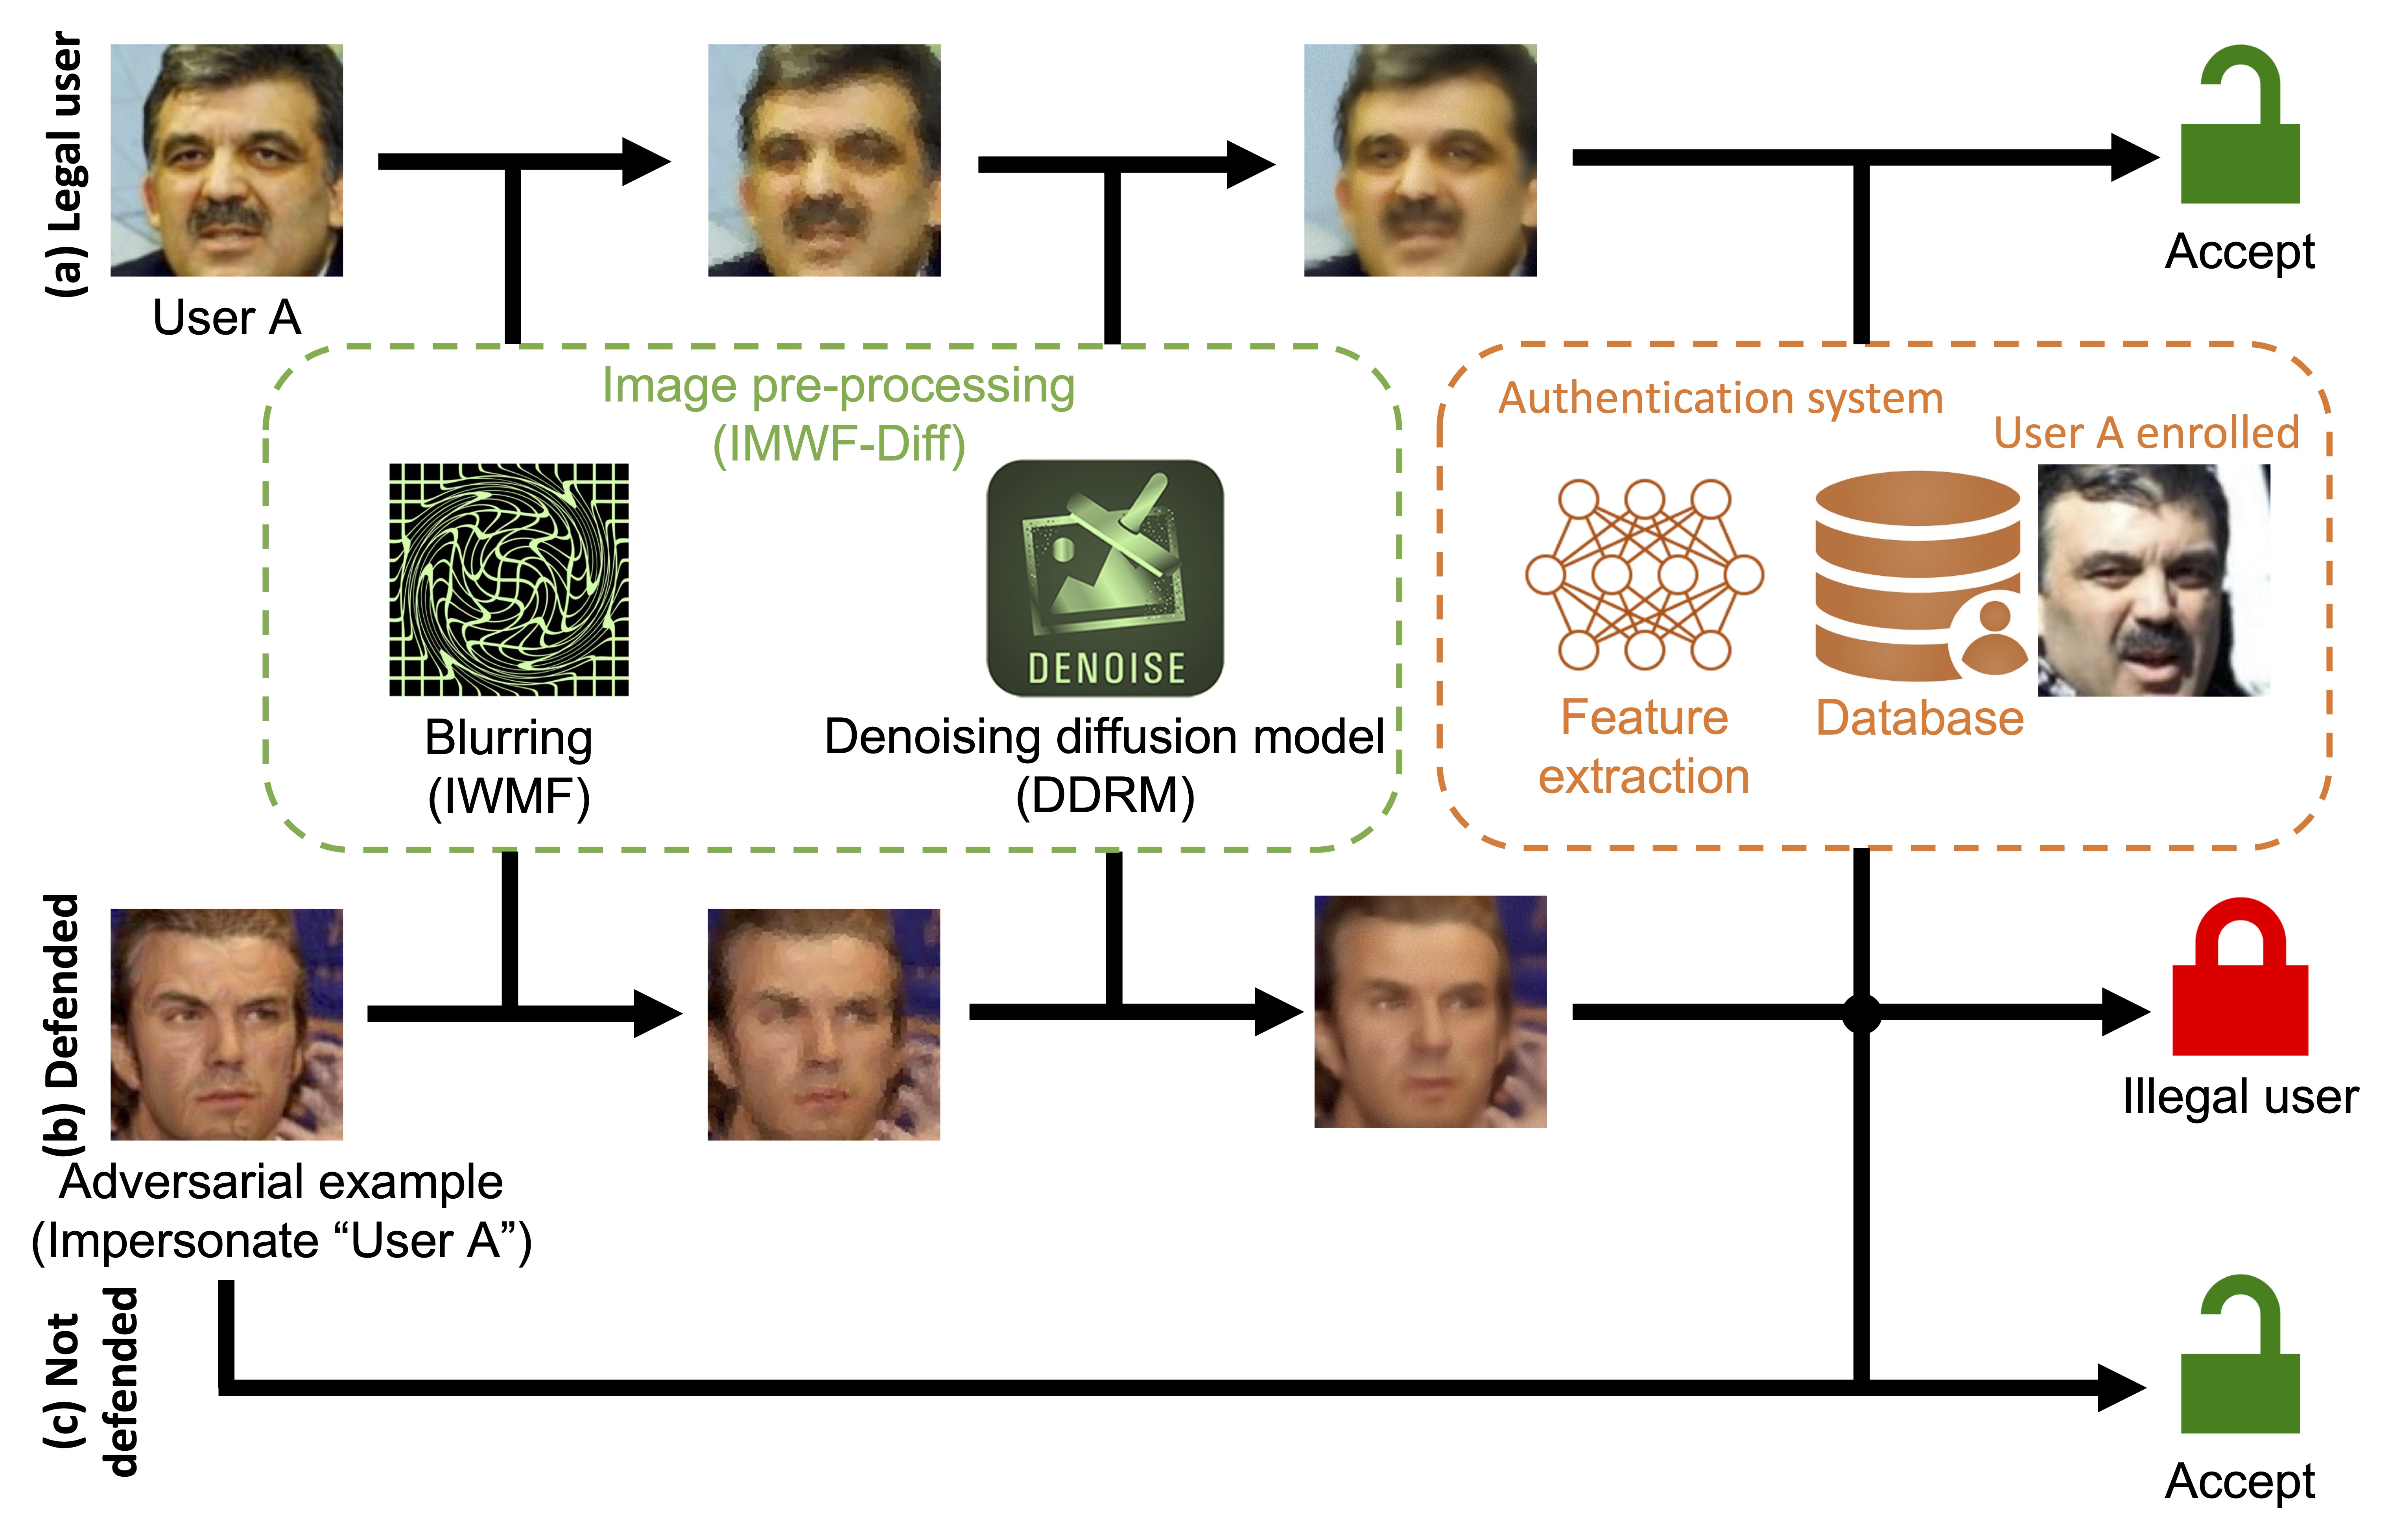 (a) Legal user
User A
Accept
Image pre-processing
(IMWF-Diff)
Authentication system
User A enrolled
DENOISE
Blurring
(IWMF)
Denoising diffusion model
(DDRM)
Feature
extraction
Database
(b) Defended
Adversarial example
(Impersonate “User A”)
Illegal user
(c) Not
defended
Accept